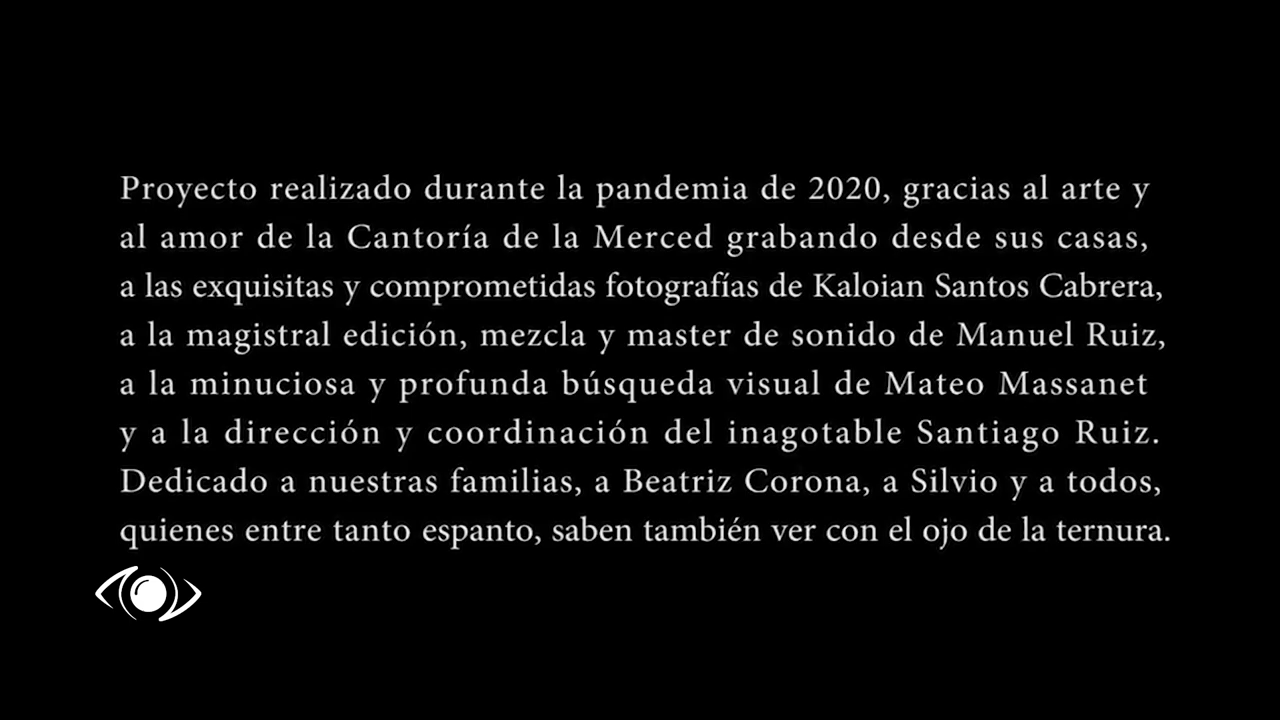 Proyecto realizado durante la pandemia de 2020, gracias al arte y
al amor de la Cantoría de la Merced grabando desde sus casas,
a las exquisitas y comprometidas fotografías de Kaloian Santos Cabrera,
a la magistral edición, mezcla y master de sonido de Manuel Ruiz,
a la minuciosa y profunda búsqueda visual de Mateo Massanet
y a la dirección y coordinación del inagotable Santiago Ruiz.
Dedicado a nuestras familias, a Beatriz Corona, a Silvio y a todos,
quienes entre tanto espanto, saben también ver con el ojo de la ternura.